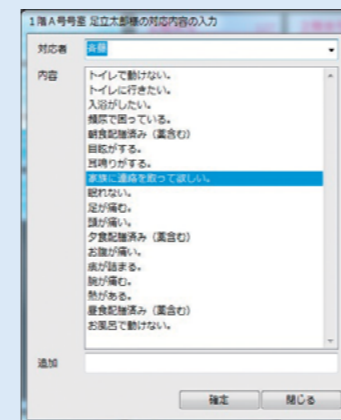 1階A号室 足立太郎様の対応内容の入力
対応者
斉藤
内容
トイレで動けない。
トイレに行きたい。
入浴がしたい。
頻尿で困っている。
朝食配膳済み（薬含む）
目眩がする。
耳鳴りがする。
家族に連絡を取って欲しい。
眠れない。
足が痛む。
頭が痛い。
夕食配膳済み（薬含む）
お腹が痛い。
痰が詰まる。
腕が痛む。
熱がある。
昼食配膳済み（薬含む）
お風呂で動けない。
追加
確定
閉じる